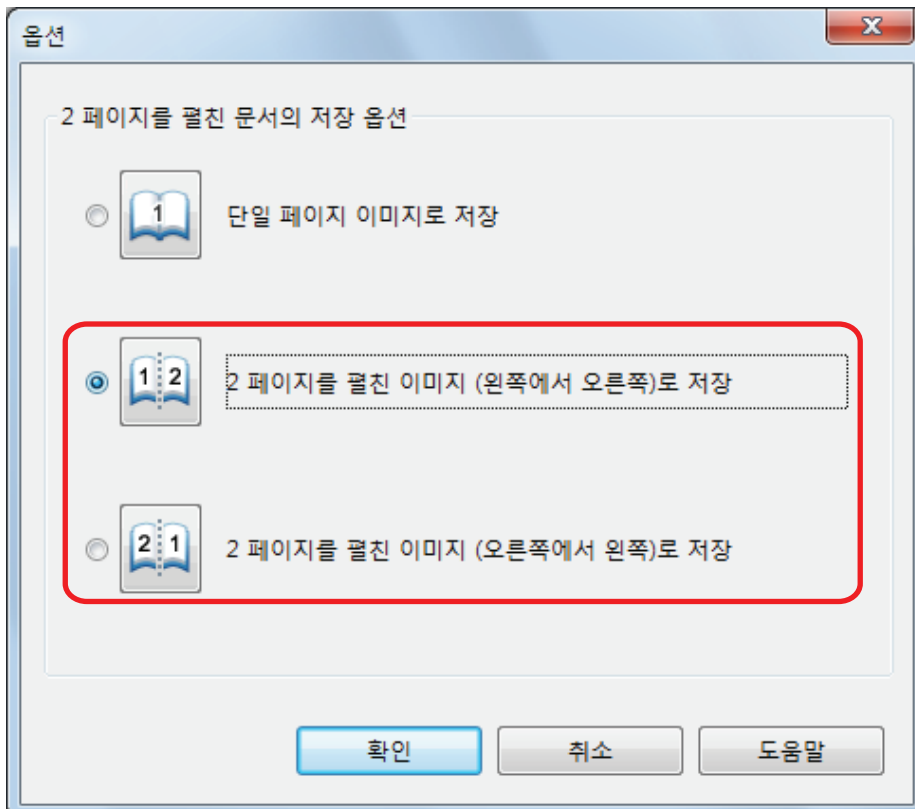 옵션
X
2 페이지를 펼친 문서의 저장 옵션
1
단일 페이지 이미지로 저장
1 2
2 페이지를 펼친 이미지 (왼쪽에서 오른쪽)로 저장
2 1
2 페이지를 펼친 이미지 (오른쪽에서 왼쪽)로 저장
확인 취소 도움말